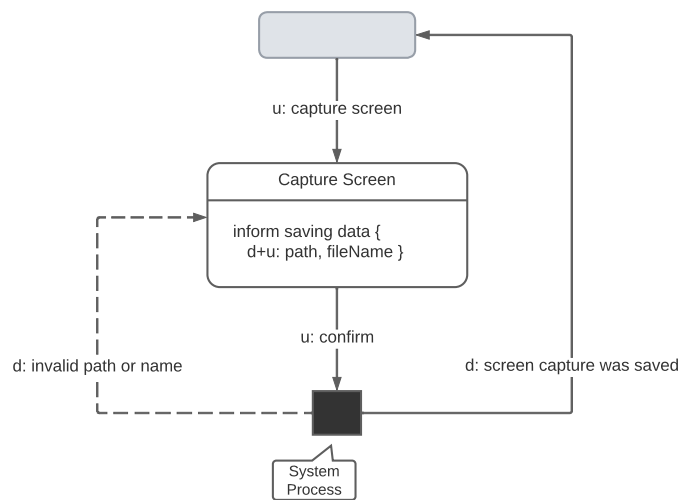 u: capture screen
Capture Screen
inform saving data {
d+u: path, fileName }
u: confirm
d: invalid path or name
d: screen capture was saved
System
Process